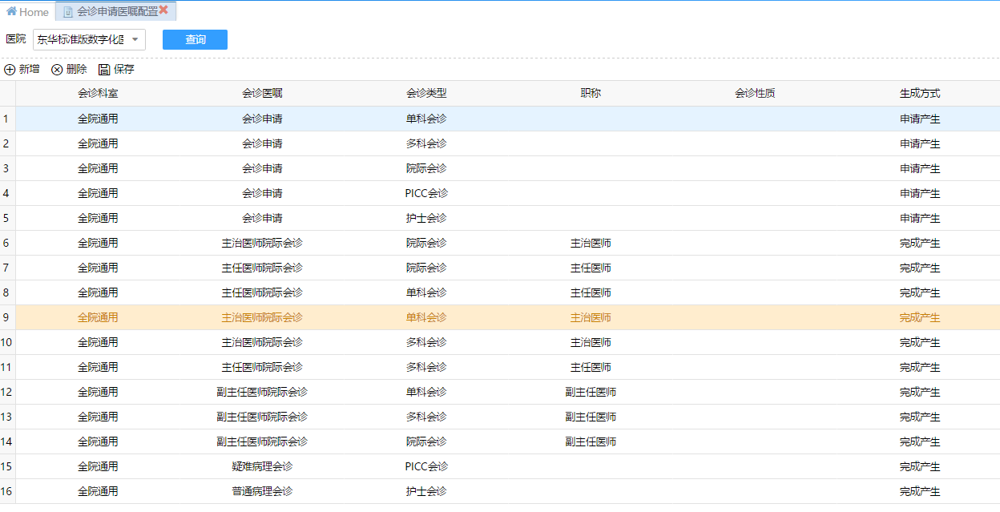 Home 会诊申请医嘱配置
医院 东华标准版数字化医 查询
新增 删除 保存
会诊科室 会诊医嘱 会诊类型 职称 会诊性质 生成方式
1 全院通用 会诊申请 单科会诊 申请产生
2 全院通用 会诊申请 多科会诊 申请产生
3 全院通用 会诊申请 院际会诊 申请产生
4 全院通用 会诊申请 PICC会诊 申请产生
5 全院通用 会诊申请 护士会诊 申请产生
6 全院通用 主治医师院际会诊 院际会诊 主治医师 完成产生
7 全院通用 主任医师院际会诊 院际会诊 主任医师 完成产生
8 全院通用 主任医师院际会诊 单科会诊 主任医师 完成产生
9 全院通用 主治医师院际会诊 单科会诊 主治医师 完成产生
10 全院通用 主治医师院际会诊 多科会诊 主治医师 完成产生
11 全院通用 主任医师院际会诊 多科会诊 主任医师 完成产生
12 全院通用 副主任医师院际会诊 单科会诊 副主任医师 完成产生
13 全院通用 副主任医师院际会诊 多科会诊 副主任医师 完成产生
14 全院通用 副主任医师院际会诊 院际会诊 副主任医师 完成产生
15 全院通用 疑难病理会诊 PICC会诊 完成产生
16 全院通用 普通病理会诊 护士会诊 完成产生